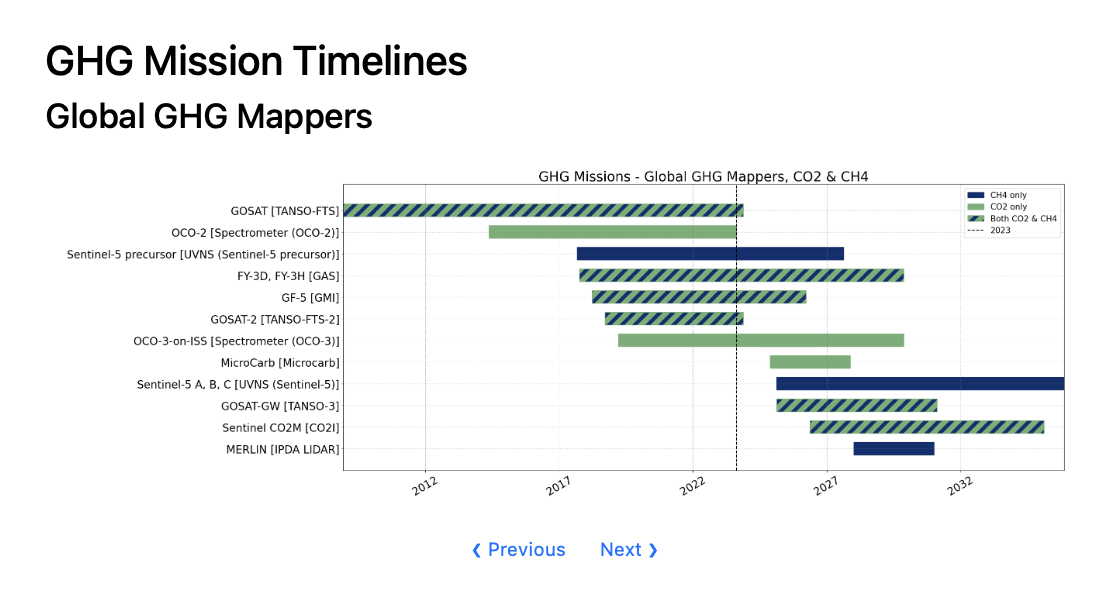 GHG Mission Timelines
Global GHG Mappers
GHG Missions - Global GHG Mappers, CO2 & CH4
CH4 only
CO2 only
Both CO2 & CH4
2023
GOSAT [TANSO-FTS]
OCO-2 [Spectrometer (OCO-2)]
Sentinel-5 precursor [UVNS (Sentinel-5 precursor)]
FY-3D, FY-3H [GAS]
GF-5 [GMI]
GOSAT-2 [TANSO-FTS-2]
OCO-3-on-ISS [Spectrometer (OCO-3)]
MicroCarb [Microcarb]
Sentinel-5 A, B, C [UVNS (Sentinel-5)]
GOSAT-GW [TANSO-3]
Sentinel CO2M [CO2I]
MERLIN [IPDA LIDAR]
2012 2017 2022 2027 2032
❮ Previous Next ❯